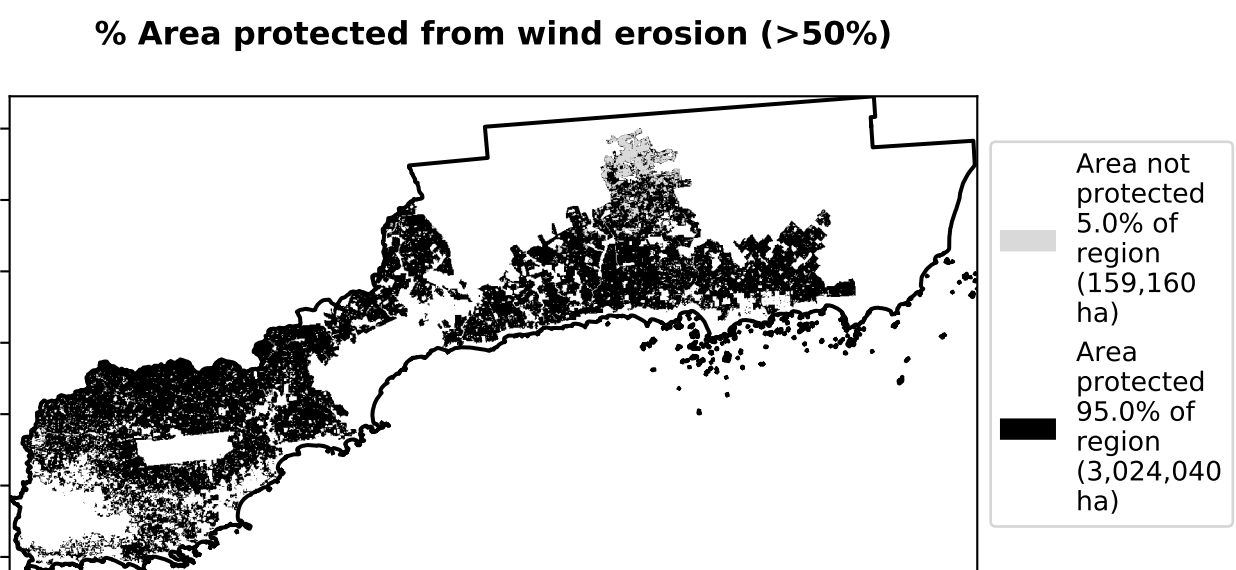 % Area protected from wind erosion (>50%)
Area not
protected
5.0% of
region
(159,160
ha)
Area
protected
95.0% of
region
(3,024,040
ha)